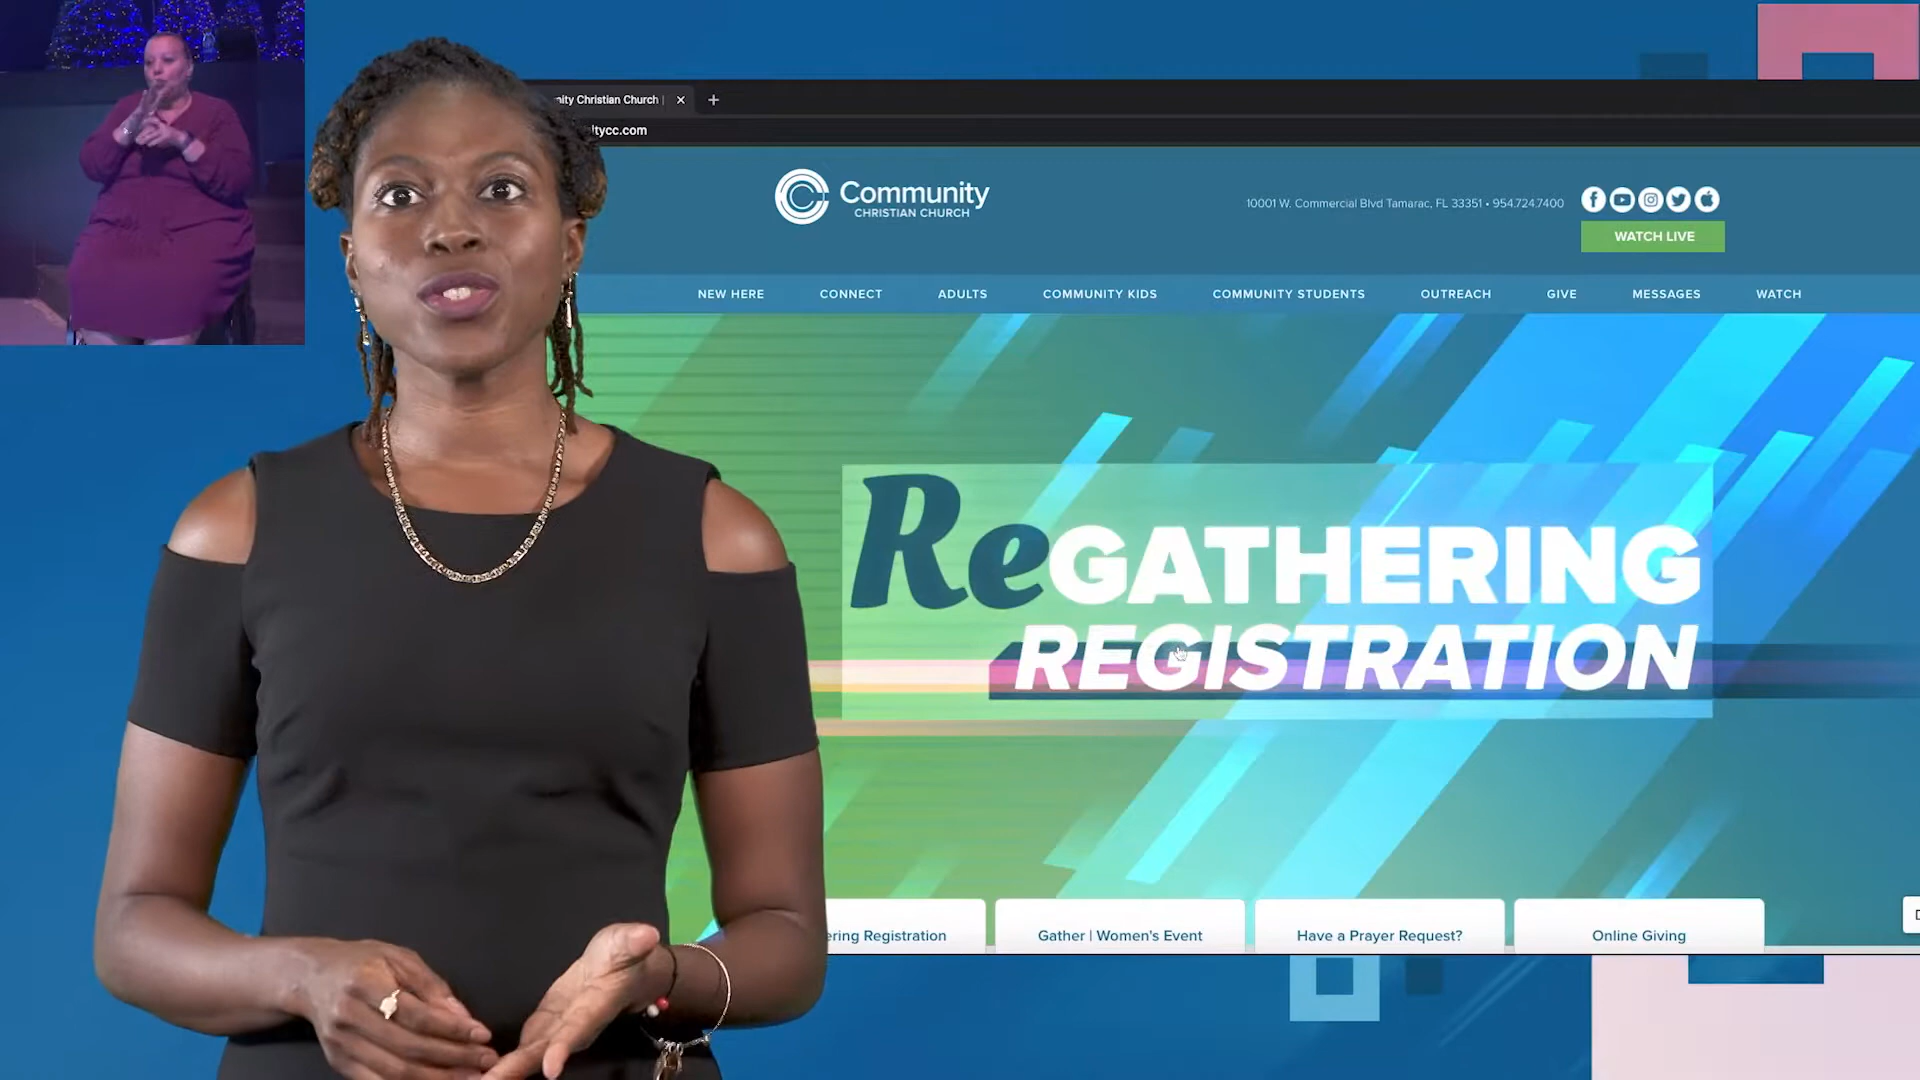 Christian Church |
tycc.com
Community
CHRISTIAN CHURCH
10001 W. Commercial Blvd Tamarac, FL 33351 • 954.724.7400
WATCH LIVE
NEW HERE CONNECT ADULTS COMMUNITY KIDS COMMUNITY STUDENTS OUTREACH GIVE MESSAGES WATCH
ReGATHERING
REGISTRATION
ering Registration Gather | Women's Event Have a Prayer Request? Online Giving